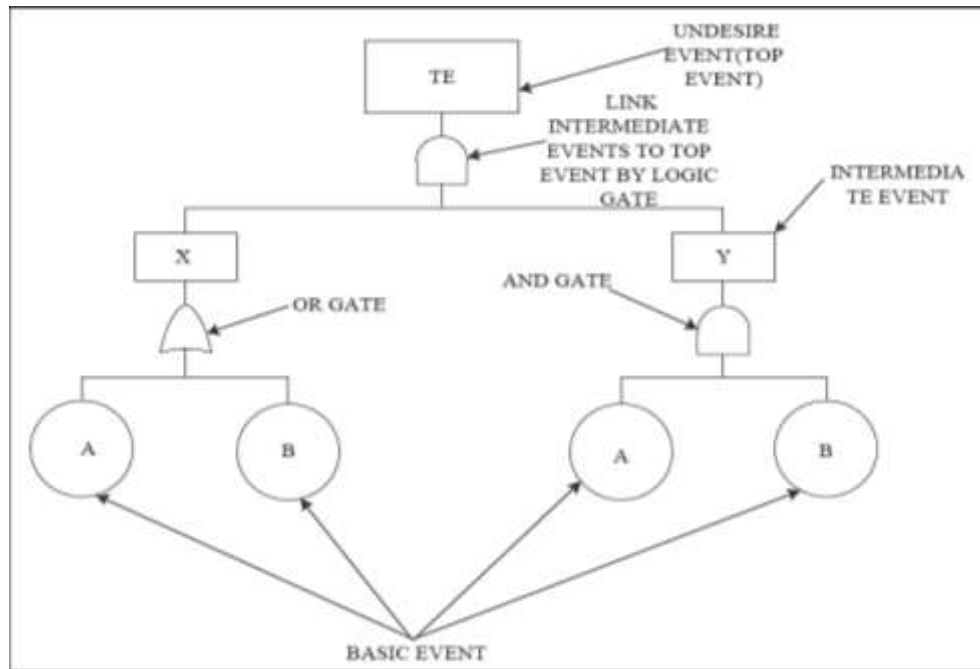 UNDESIRE
EVENT(TOP
EVENT)
TE
LINK
INTERMEDIATE
EVENTS TO TOP
EVENT BY LOGIC
GATE
INTERMEDIA
TE EVENT
X
Y
OR GATE
AND GATE
A
B
A
B
BASIC EVENT